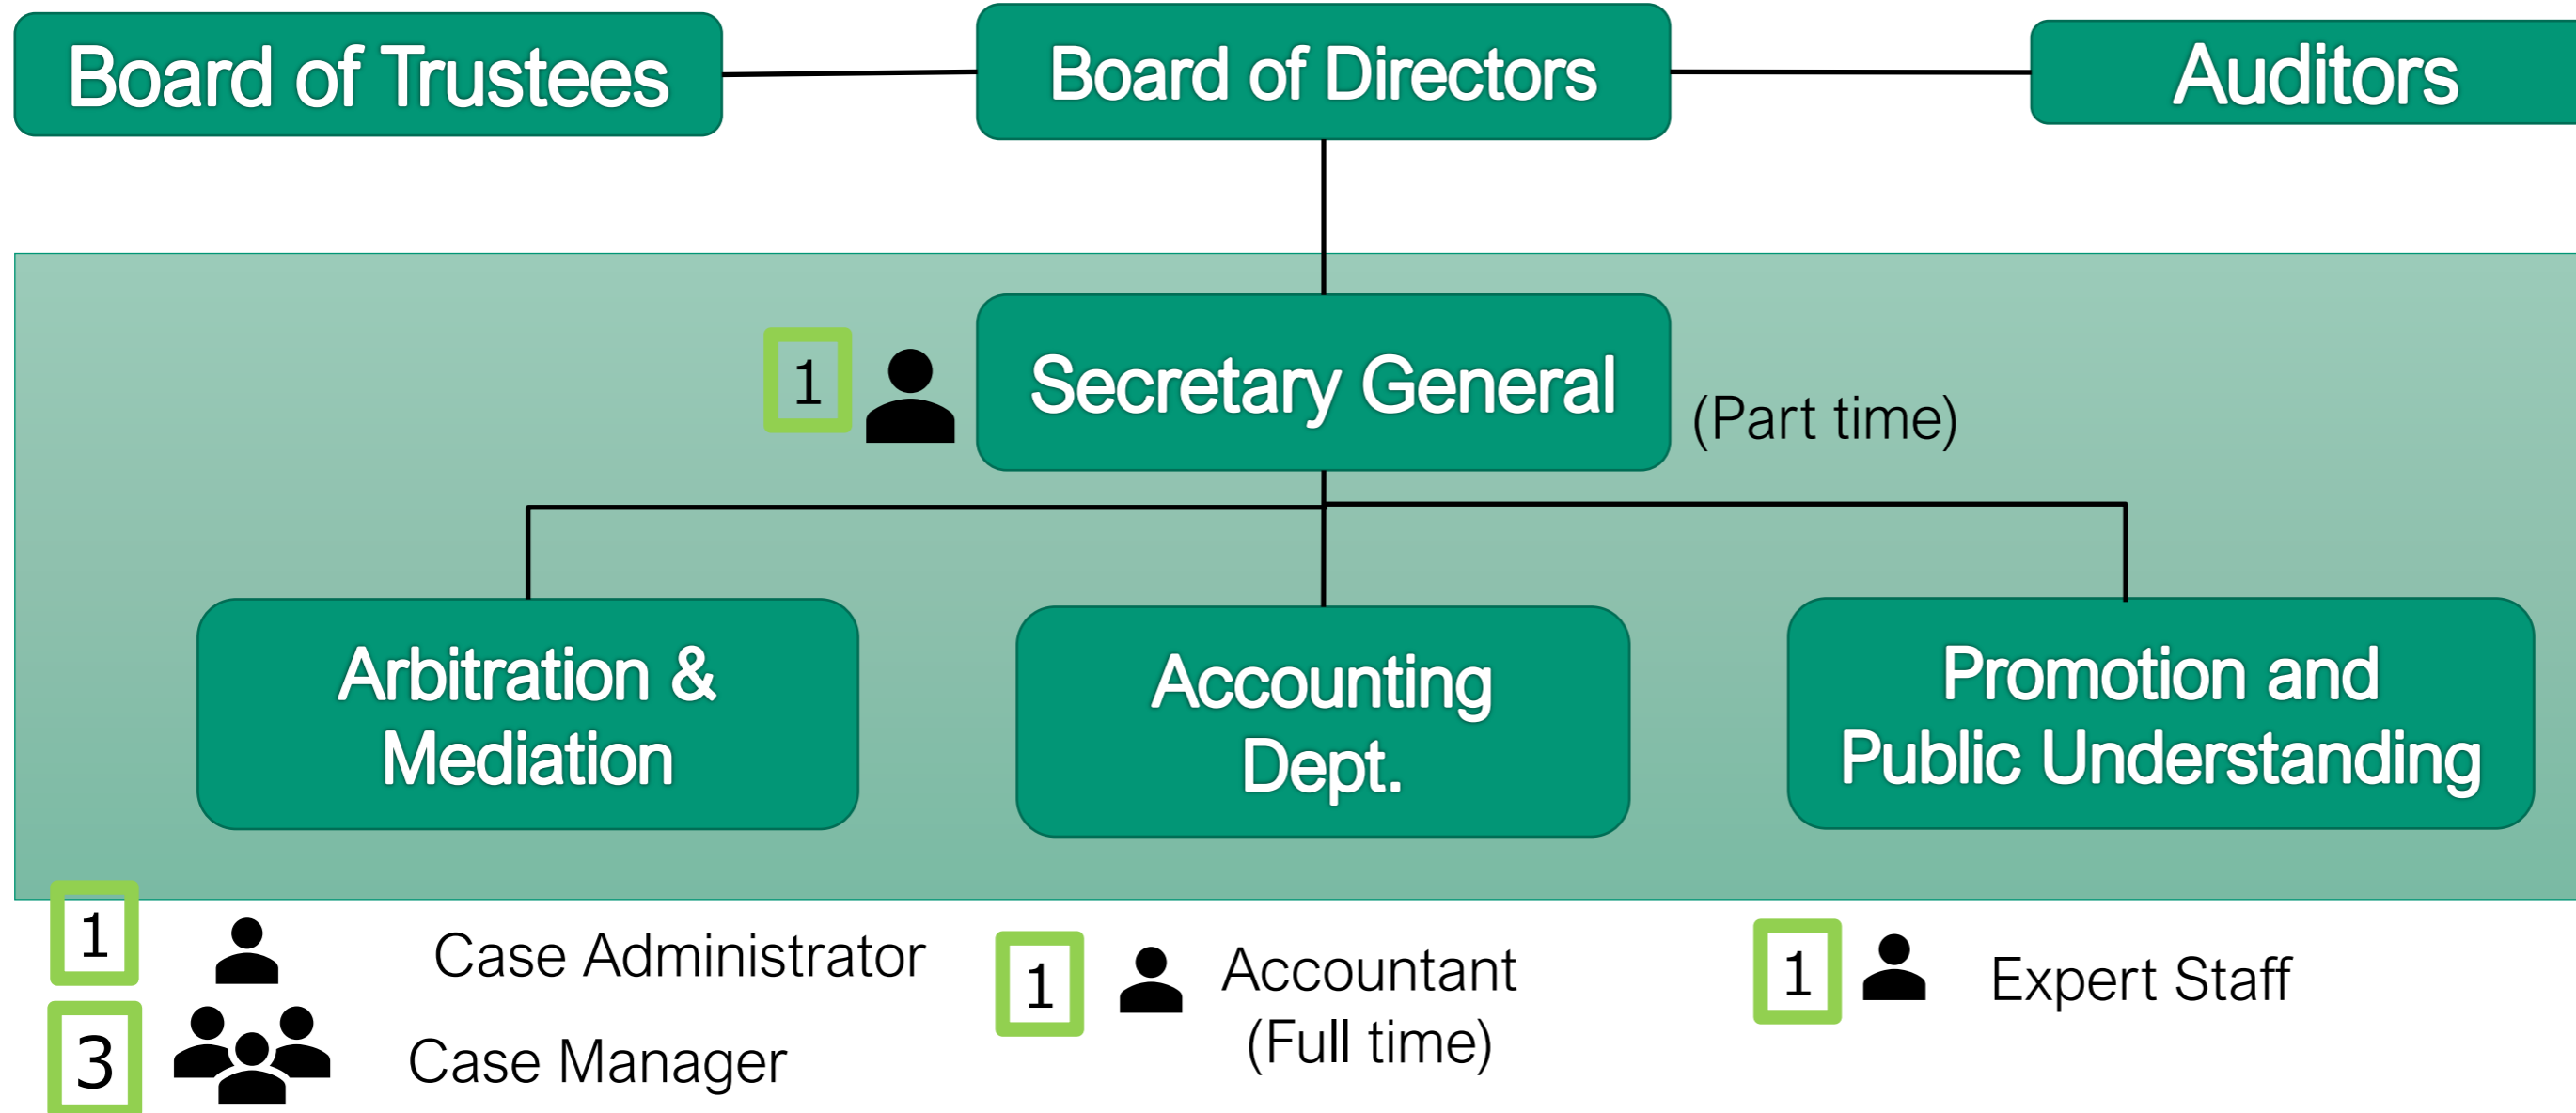 Board of Trustees
Board of Directors
Auditors
1
Secretary General
(Part time)
Arbitration &
Mediation
Accounting
Dept.
Promotion and
Public Understanding
1
Case Administrator
3
Case Manager
1
Accountant
(Full time)
1
Expert Staff